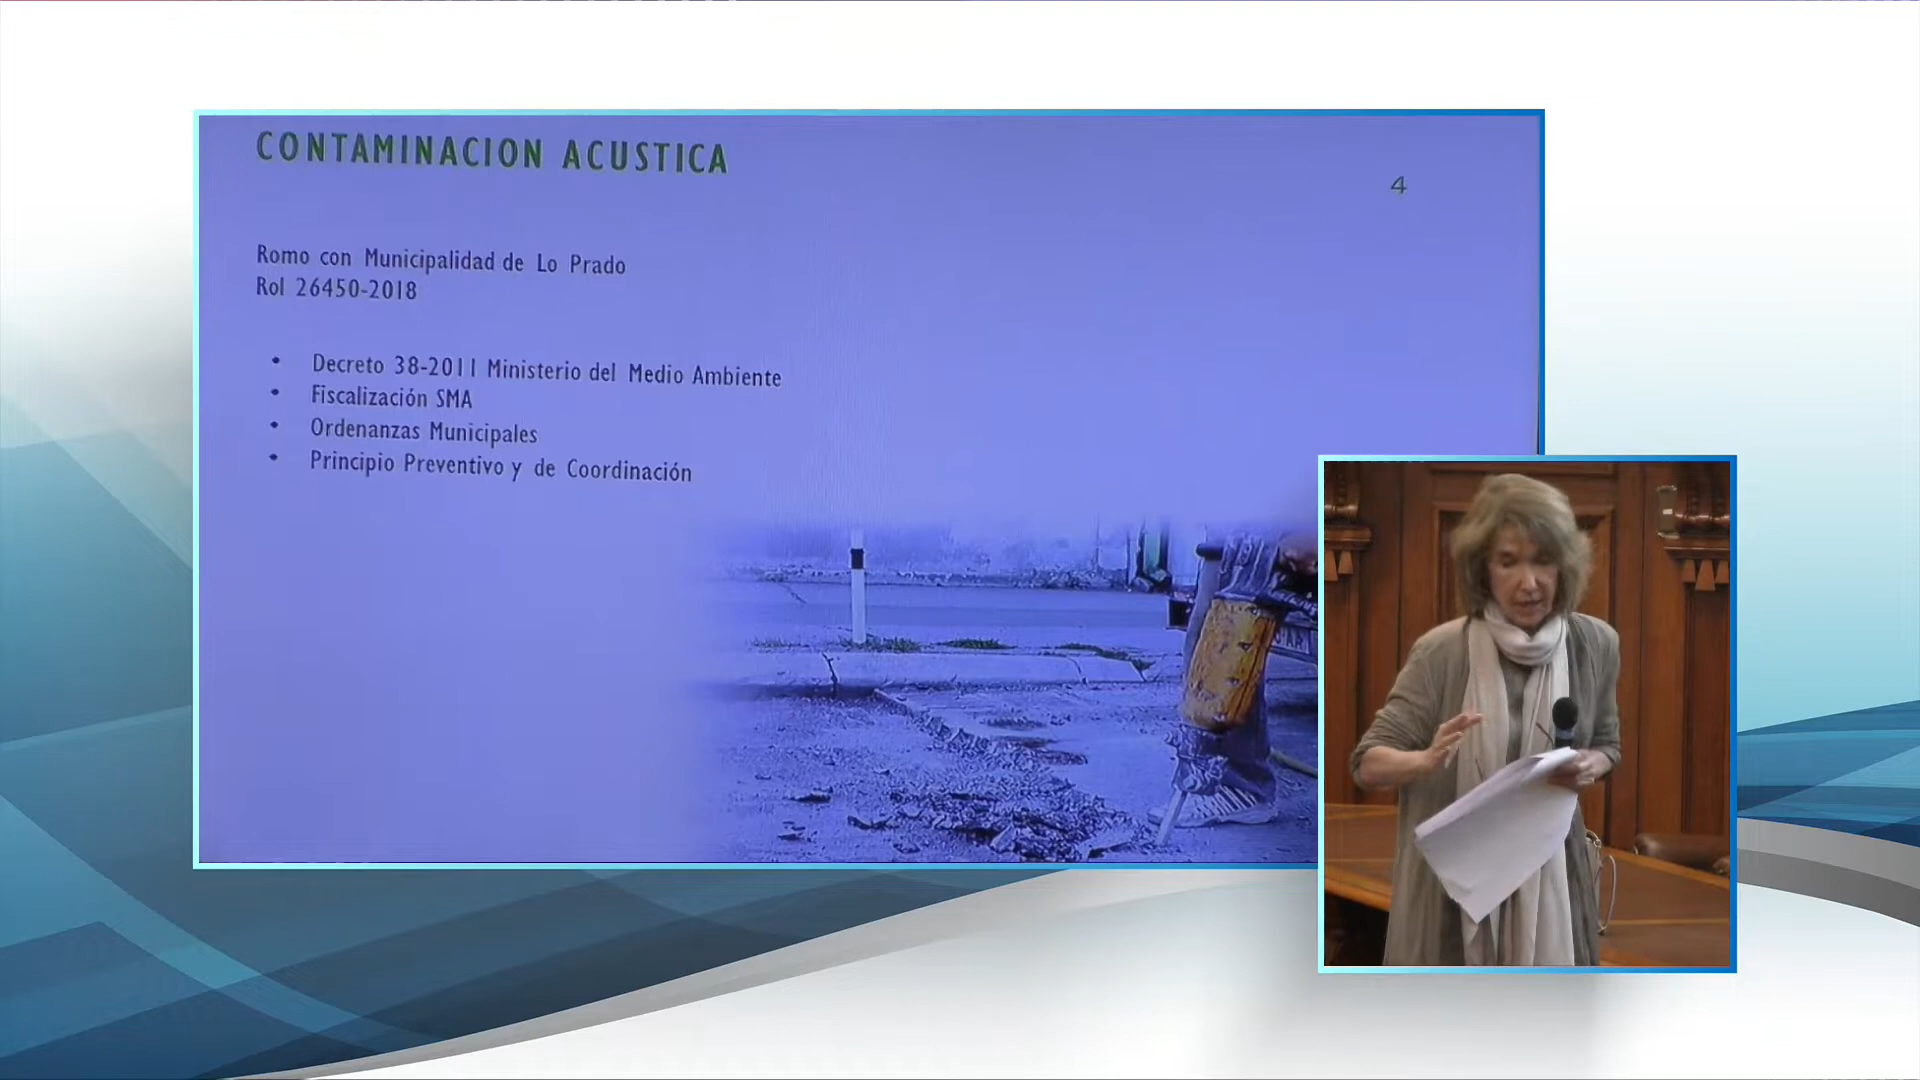 CONTAMINACION ACUSTICA
4
Romo con Municipalidad de Lo Prado
Rol 26450-2018
• Decreto 38-2011 Ministerio del Medio Ambiente
• Fiscalización SMA
• Ordenanzas Municipales
• Principio Preventivo y de Coordinación